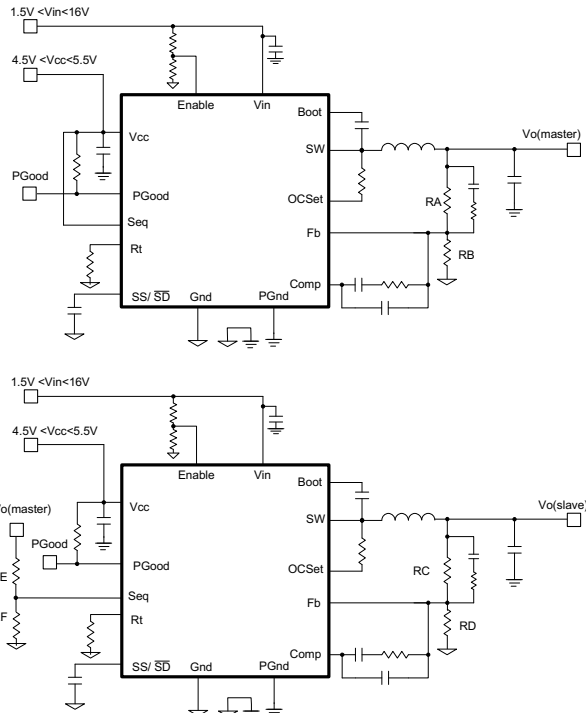 1.5V <Vin<16V
4.5V <Vcc<5.5V
Enable
Vin
Boot
Vcc
Vo(master)
SW
PGood
PGood
OCSet
RA
Seq
Fb
Rt
RB
Comp
SS/ SD
Gnd
PGnd
1.5V <Vin<16V
4.5V <Vcc<5.5V
Enable
Vin
Boot
Vcc
Vo(slave)
Vo(master)
SW
PGood
PGood
OCSet
RC
E
Seq
Fb
F
Rt
RD
Comp
SS/ SD
Gnd
PGnd